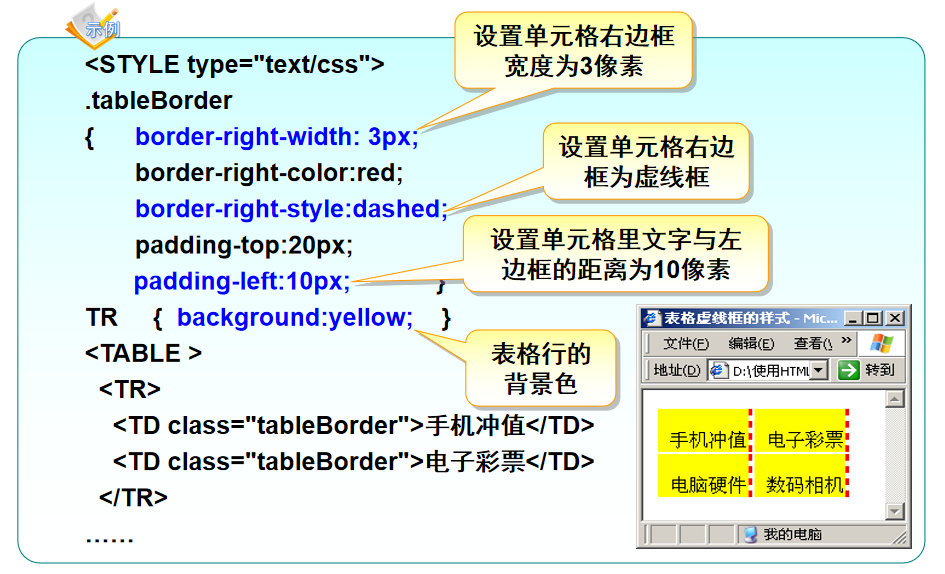 示例
设置单元格右边框
宽度为3像素
<STYLE type="text/css">
.tableBorder
{ border-right-width: 3px;
设置单元格右边
框为虚线框
border-right-color:red;
border-right-style:dashed;
设置单元格里文字与左
边框的距离为10像素
padding-top:20px;
padding-left:10px; }
TR { background:yellow; }
表格行的
背景色
<TABLE >
<TR>
<TD class="tableBorder">手机冲值</TD>
<TD class="tableBorder">电子彩票</TD>
</TR>
……
表格虚线框的样式 - Mic...
文件(F) 编辑(E) 查看(\ »
地址(D) D:\使用HTML 转到
手机冲值 电子彩票
电脑硬件 数码相机
我的电脑